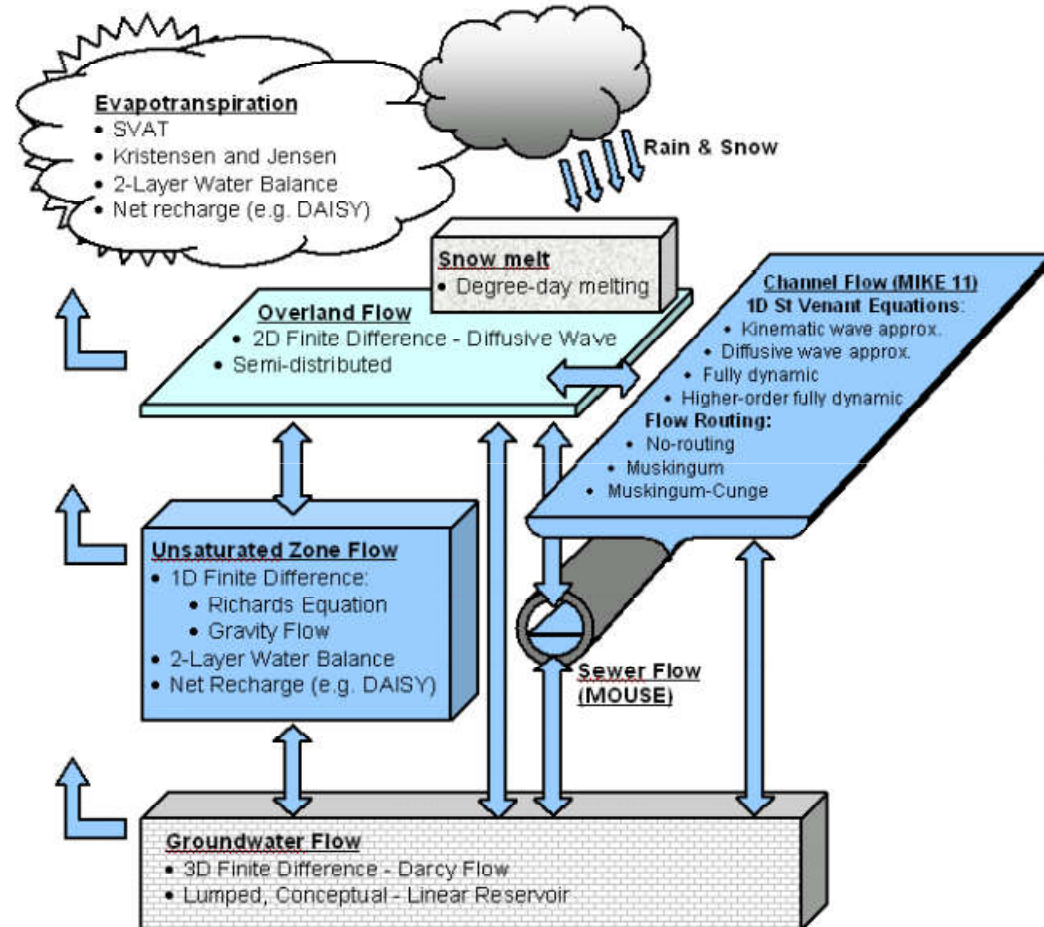 Evapotranspiration
• SVAT
• Kristensen and Jensen
• 2-Layer Water Balance
• Net recharge (e.g. DAISY)
Rain & Snow
Snow melt
• Degree-day melting
Overland Flow
• 2D Finite Difference - Diffusive Wave
• Semi-distributed
Channel Flow (MIKE 11)
1D St Venant Equations:
• Kinematic wave approx.
• Diffusive wave approx.
• Fully dynamic
• Higher-order fully dynamic
Flow Routing:
• No-routing
• Muskingum
• Muskingum-Cunge
Unsaturated Zone Flow
• 1D Finite Difference:
• Richards Equation
• Gravity Flow
• 2-Layer Water Balance
• Net Recharge (e.g. DAISY)
Sewer Flow
(MOUSE)
Groundwater Flow
• 3D Finite Difference - Darcy Flow
• Lumped, Conceptual - Linear Reservoir